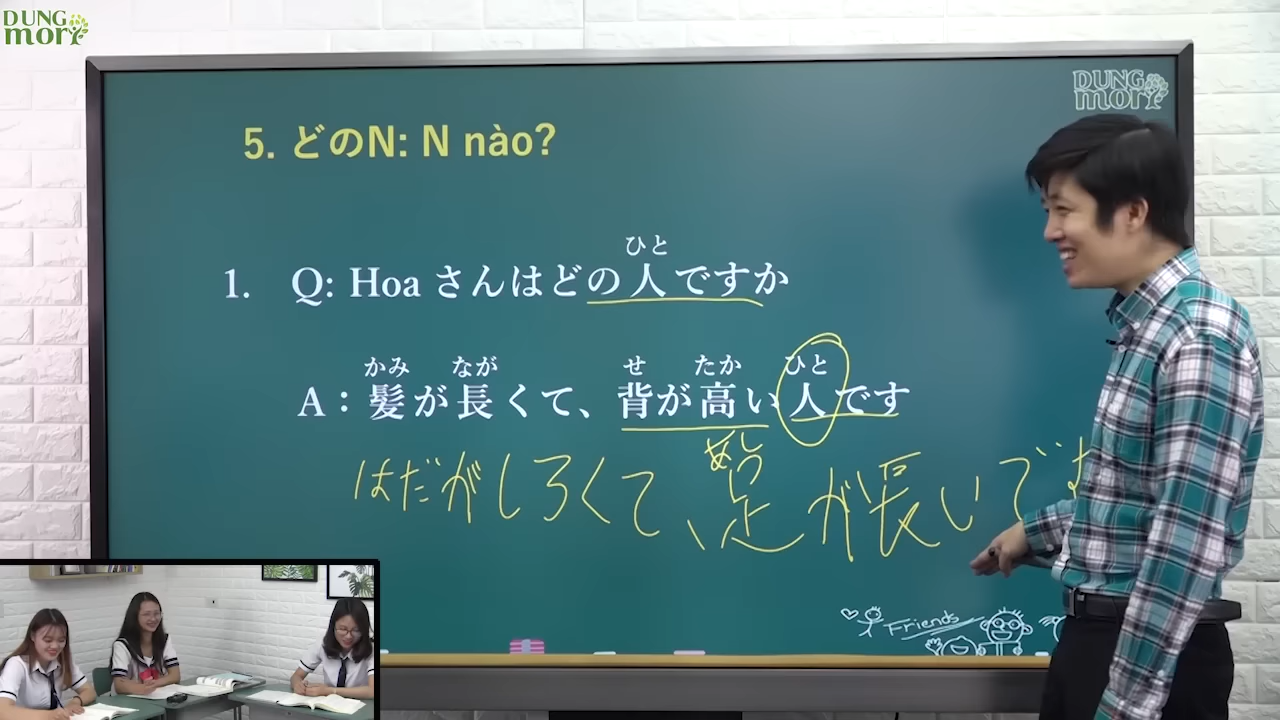 DUNG
mori
DUNG
mori
5. どのN: N nào?
ひと
1. Q: Hoa さんはどの人ですか
かみ なが せ たか ひと
A：髪が長くて、背が高い人です
あし
はだがしろくて、足が長いです
Friends